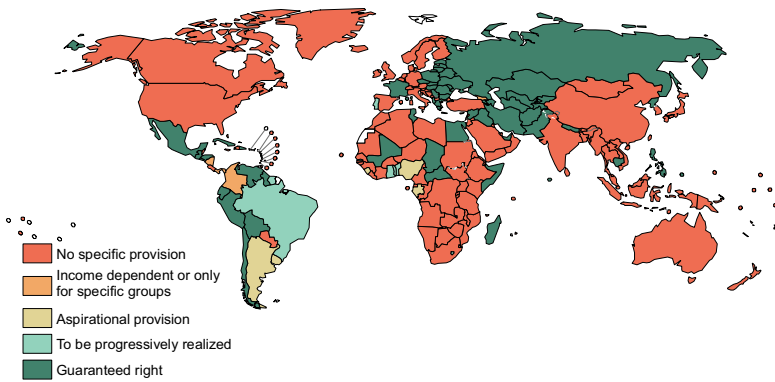 No specific provision
Income dependent or only
for specific groups
Aspirational provision
To be progressively realized
Guaranteed right